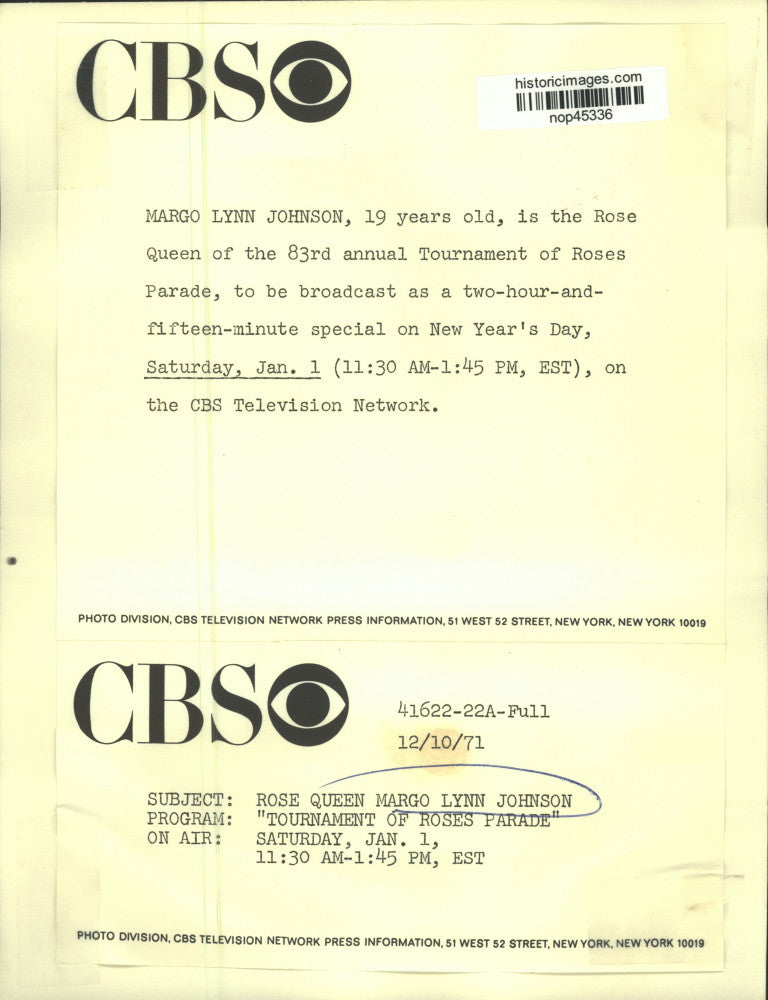 CBS
historicimages.com
nop45336
MARGO LYNN JOHNSON, 19 years old, is the Rose
Queen of the 83rd annual Tournament of Roses
Parade, to be broadcast as a two-hour-and-
fifteen-minute special on New Year's Day,
Saturday, Jan. 1 (11:30 AM-1:45 PM, EST), on
the CBS Television Network.
PHOTO DIVISION, CBS TELEVISION NETWORK PRESS INFORMATION, 51 WEST 52 STREET, NEW YORK, NEW YORK 10019
CBS
41622-22A-Full
12/10/71
SUBJECT: ROSE QUEEN MARGO LYNN JOHNSON
PROGRAM: "TOURNAMENT OF ROSES PARADE"
ON AIR: SATURDAY, JAN. 1,
11:30 AM-1:45 PM, EST
PHOTO DIVISION, CBS TELEVISION NETWORK PRESS INFORMATION, 51 WEST 52 STREET, NEW YORK, NEW YORK 10019